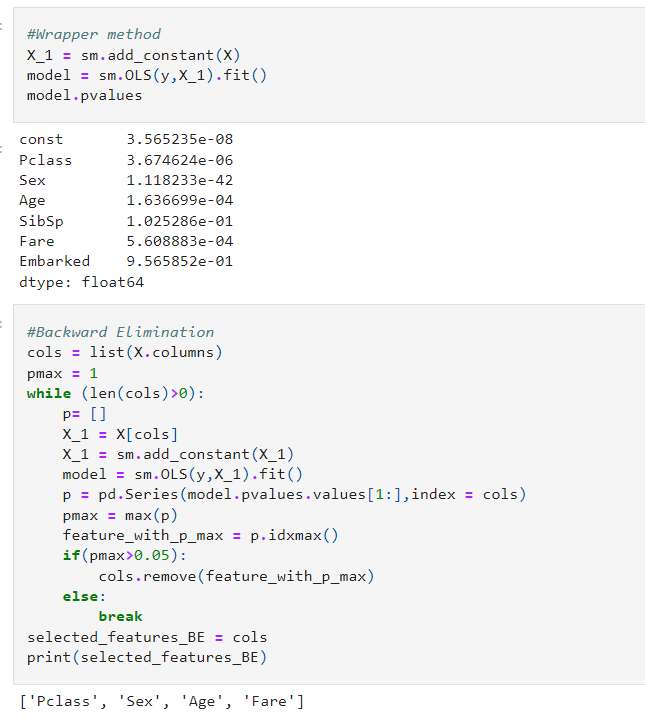 #Wrapper method
X_1 = sm.add_constant(X)
model = sm.OLS(y,X_1).fit()
model.pvalues
const       3.565235e-08
Pclass      3.674624e-06
Sex         1.118233e-42
Age         1.636699e-04
SibSp       1.025286e-01
Fare        5.608883e-04
Embarked    9.565852e-01
dtype: float64
#Backward Elimination
cols = list(X.columns)
pmax = 1
while (len(cols)>0):
    p= []
    X_1 = X[cols]
    X_1 = sm.add_constant(X_1)
    model = sm.OLS(y,X_1).fit()
    p = pd.Series(model.pvalues.values[1:],index = cols)
    pmax = max(p)
    feature_with_p_max = p.idxmax()
    if(pmax>0.05):
        cols.remove(feature_with_p_max)
    else:
        break
selected_features_BE = cols
print(selected_features_BE)
['Pclass', 'Sex', 'Age', 'Fare']